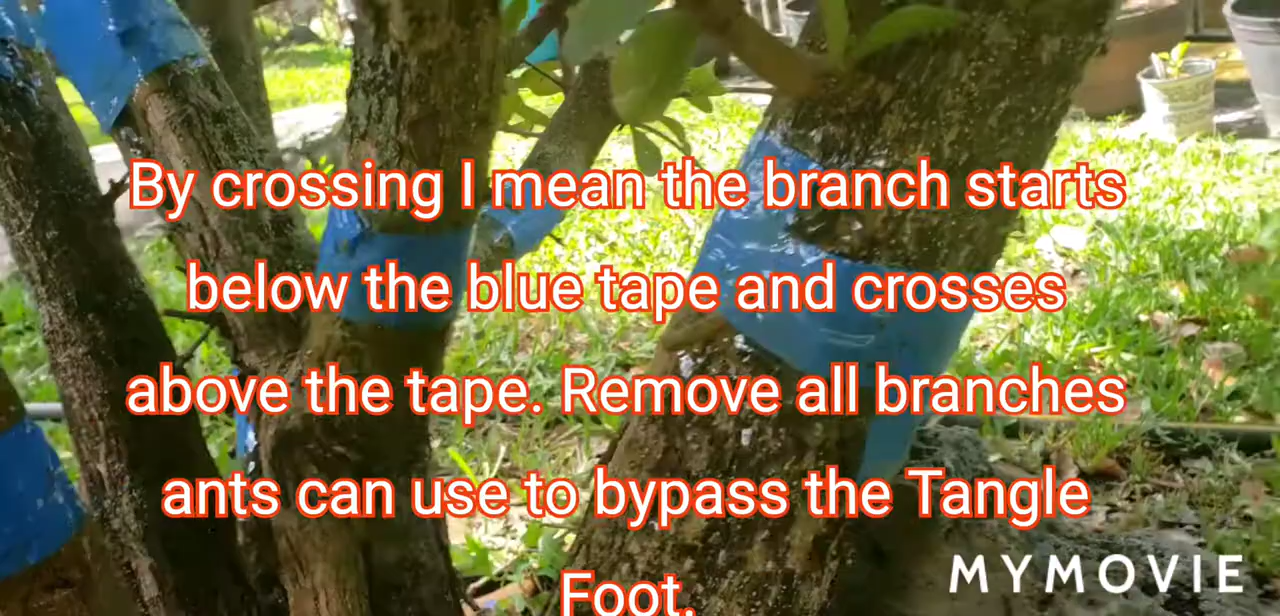 By crossing I mean the branch starts
below the blue tape and crosses
above the tape. Remove all branches
ants can use to bypass the Tangle
Foot.
MYMOVIE